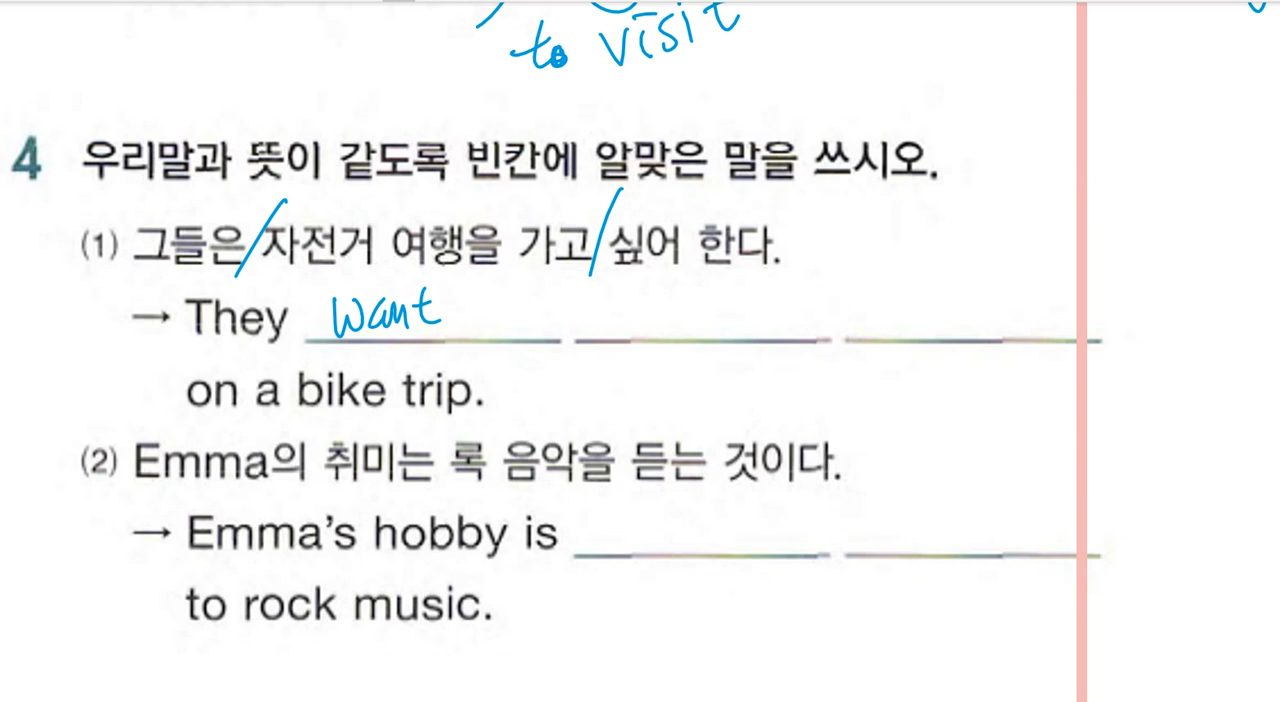 to visit
4 우리말과 뜻이 같도록 빈칸에 알맞은 말을 쓰시오.
(1) 그들은/자전거 여행을 가고/싶어 한다.
→ They want
on a bike trip.
(2) Emma의 취미는 록 음악을 듣는 것이다.
→ Emma's hobby is
to rock music.